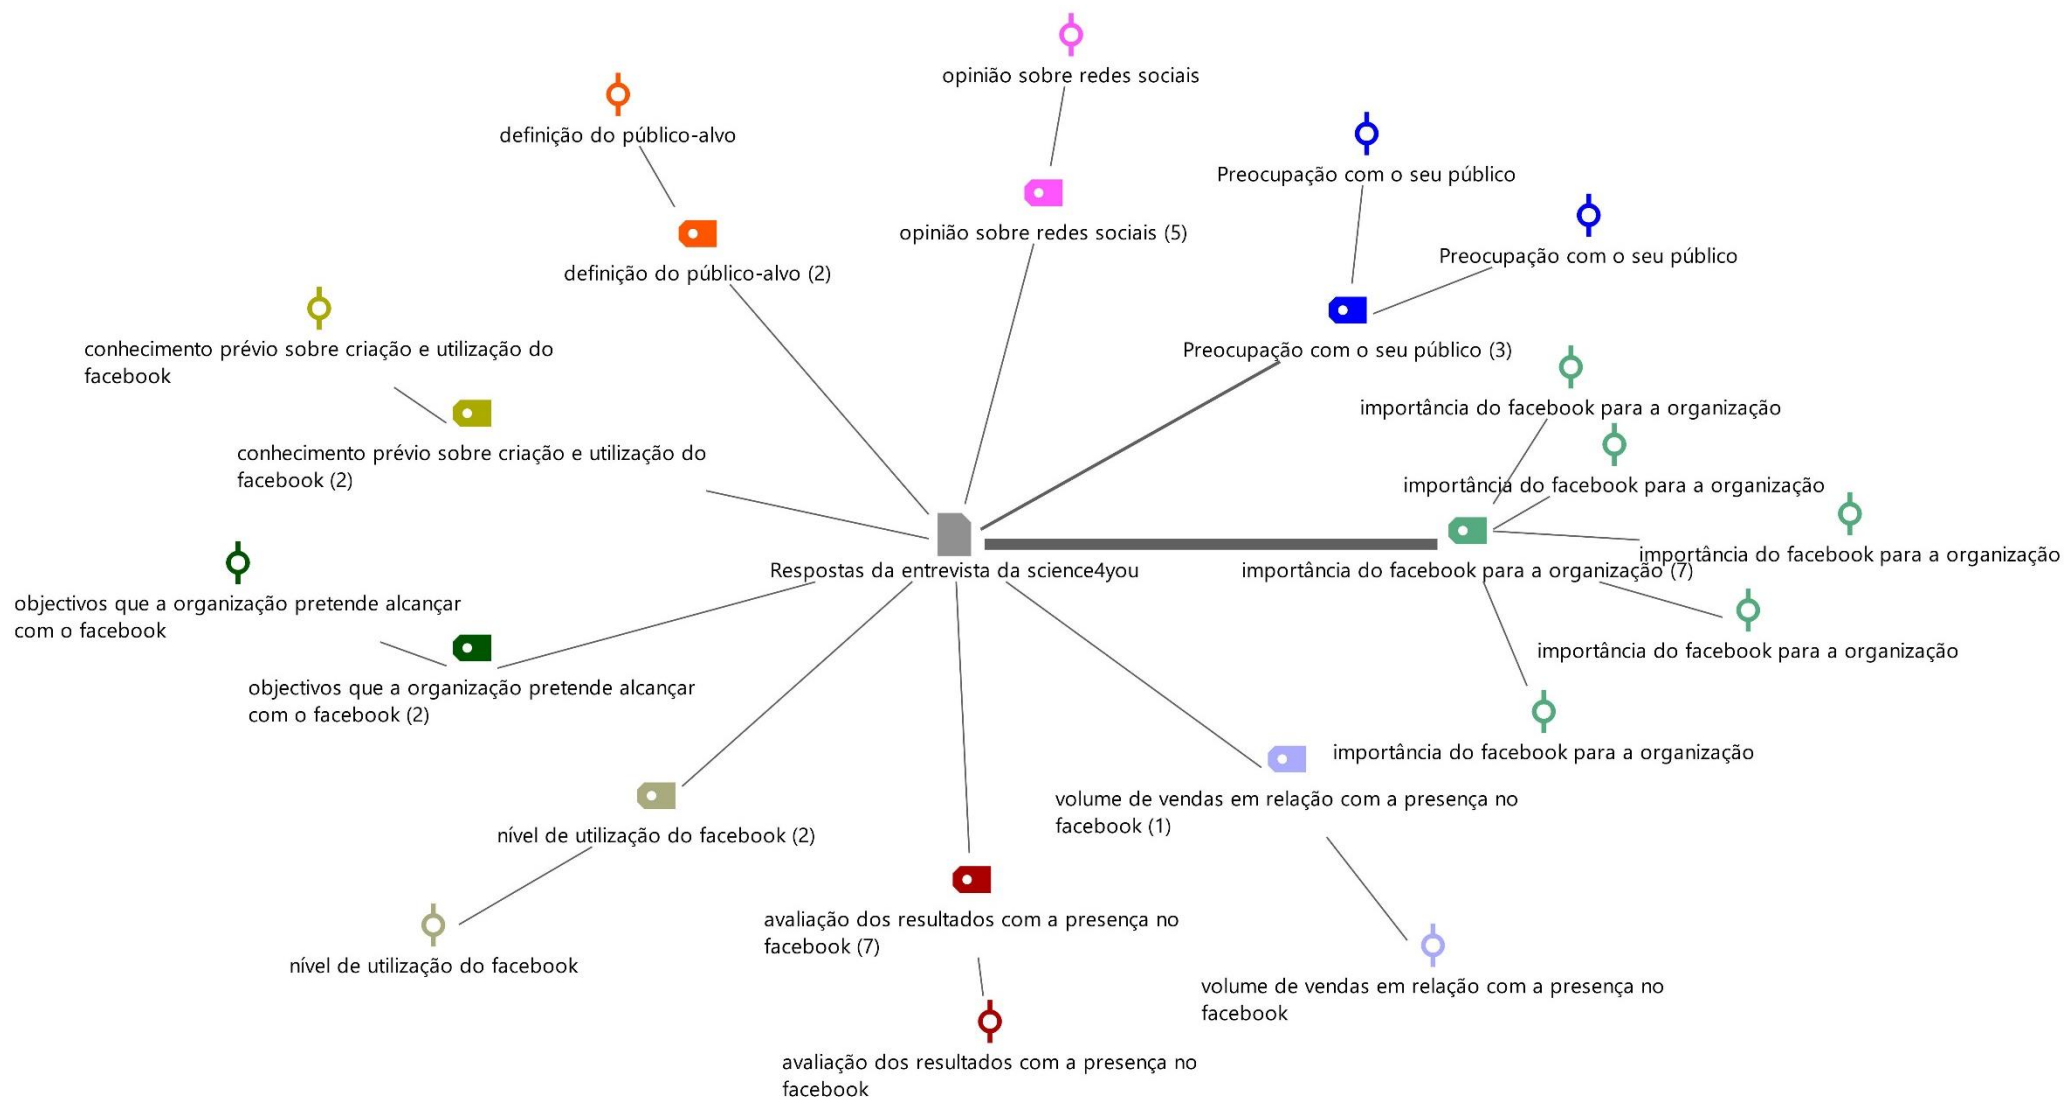 opinião sobre redes sociais
definição do público-alvo
Preocupação com o seu público
opinião sobre redes sociais (5)
Preocupação com o seu público
definição do público-alvo (2)
conhecimento prévio sobre criação e utilização do
facebook
Preocupação com o seu público (3)
importância do facebook para a organização
conhecimento prévio sobre criação e utilização do
facebook (2)
importância do facebook para a organização
importância do facebook para a organização
Respostas da entrevista da science4you
importância do facebook para a organização (7)
objectivos que a organização pretende alcançar
com o facebook
importância do facebook para a organização
objectivos que a organização pretende alcançar
com o facebook (2)
importância do facebook para a organização
volume de vendas em relação com a presença no
facebook (1)
nível de utilização do facebook (2)
avaliação dos resultados com a presença no
facebook (7)
nível de utilização do facebook
volume de vendas em relação com a presença no
facebook
avaliação dos resultados com a presença no
facebook